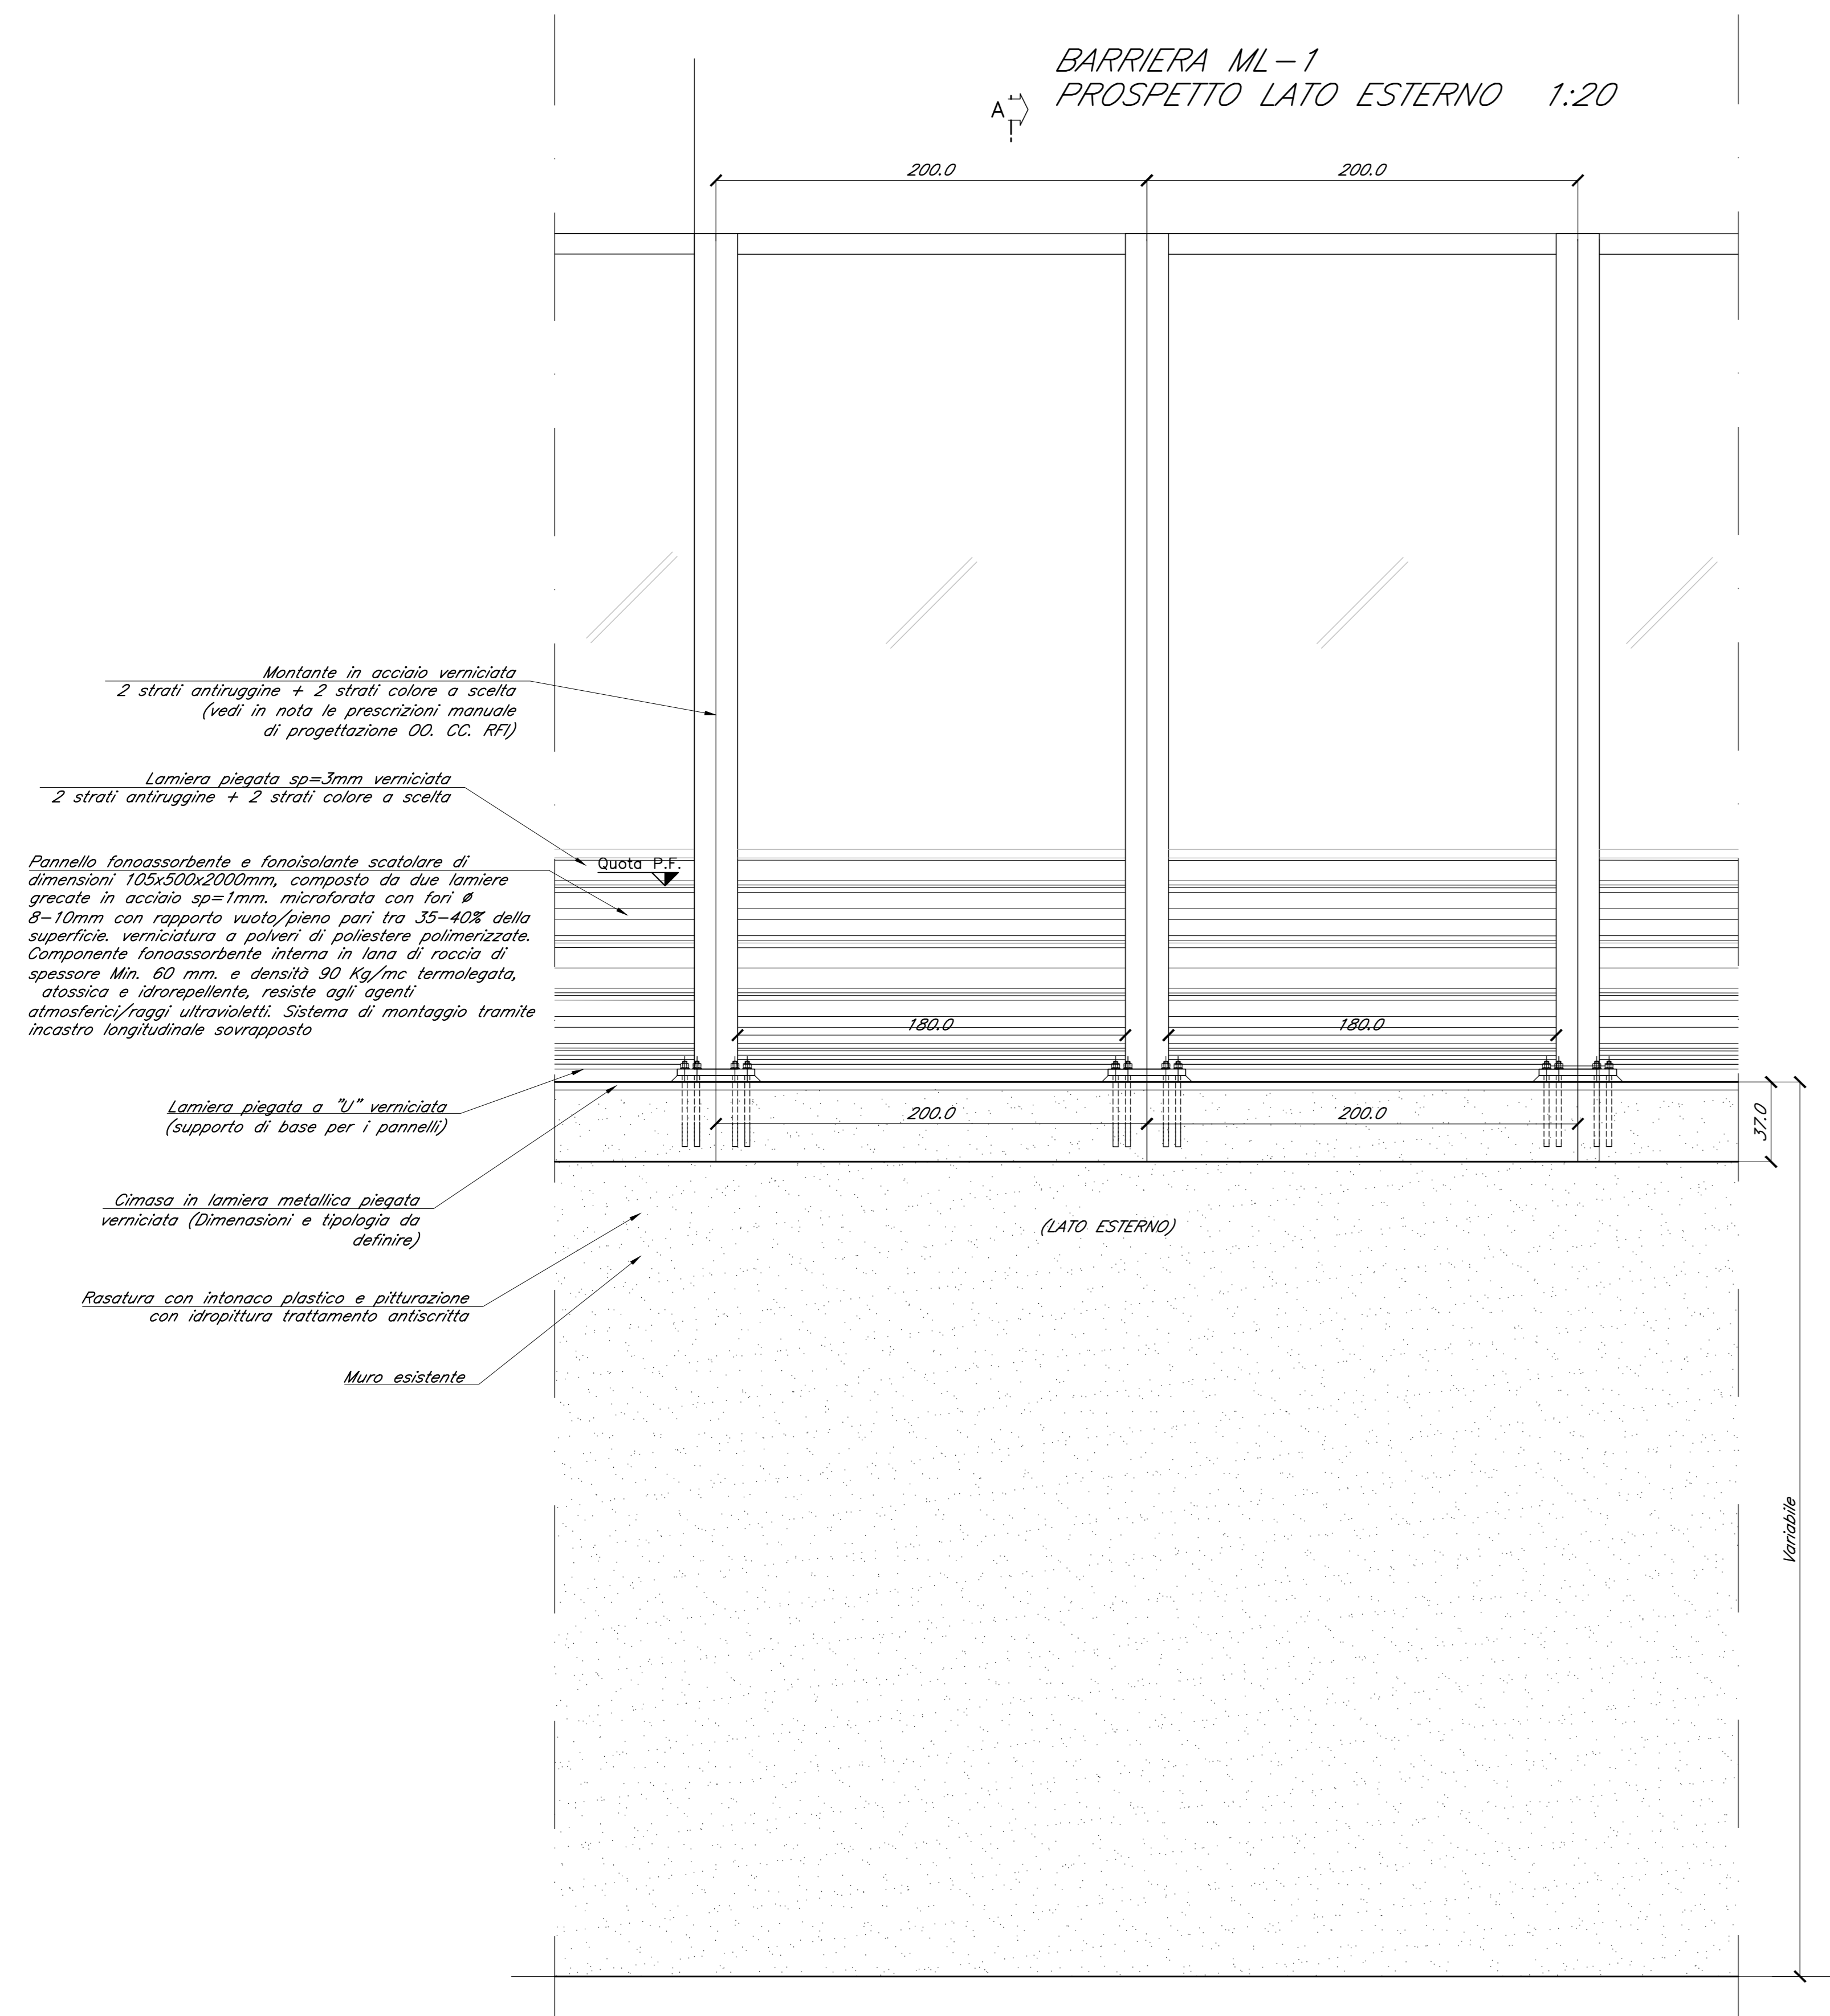 BARRIERA ML-1
PROSPETTO LATO ESTERNO 1:20
A
200.0
200.0
Montante in acciaio verniciata
2 strati antiruggine + 2 strati colore a scelta
(vedi in nota le prescrizioni manuale
di progettazione OO. CC. RFI)
Lamiera piegata sp=3mm verniciata
2 strati antiruggine + 2 strati colore a scelta
Quota P.F.
Pannello fonoassorbente e fonoisolante scatolare di
dimensioni 105x500x2000mm, composto da due lamiere
grecate in acciaio sp=1mm. microforata con fori ø
8-10mm con rapporto vuoto/pieno pari tra 35-40% della
superficie. verniciatura a polveri di poliestere polimerizzate.
Componente fonoassorbente interna in lana di roccia di
spessore Min. 60 mm. e densità 90 Kg/mc termolegata,
atossica e idrorepellente, resiste agli agenti
atmosferici/raggi ultravioletti. Sistema di montaggio tramite
incastro longitudinale sovrapposto
180.0
180.0
Lamiera piegata a "U" verniciata
(supporto di base per i pannelli)
200.0
200.0
37.0
Cimasa in lamiera metallica piegata
verniciata (Dimenasioni e tipologia da
definire)
(LATO ESTERNO)
Rasatura con intonaco plastico e pitturazione
con idropittura trattamento antiscritta
Muro esistente
Variabile